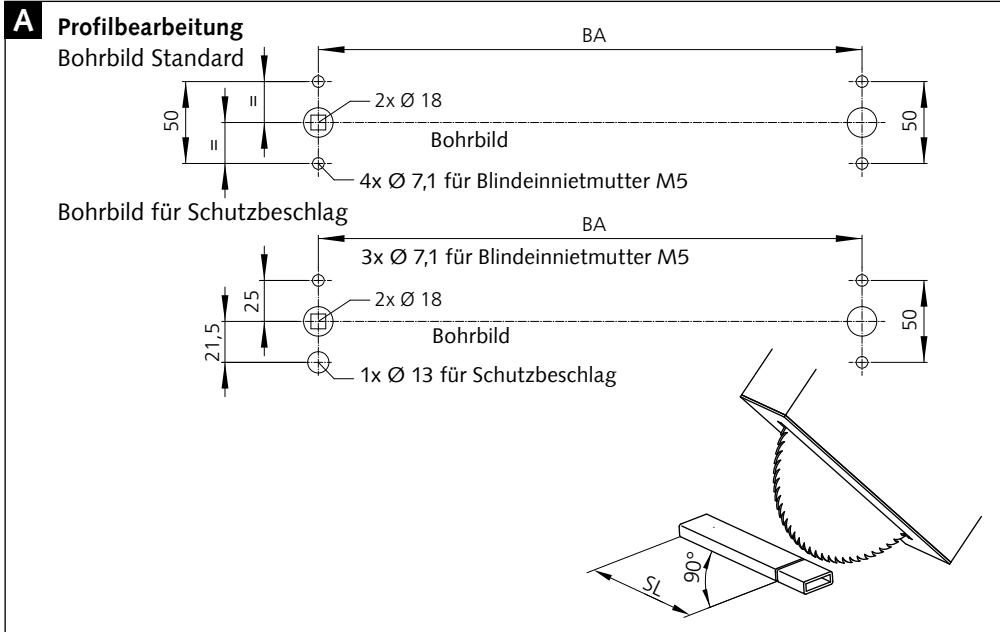 A
Profilbearbeitung
Bohrbild Standard
BA
50
=
=
2x Ø 18
50
Bohrbild
4x Ø 7,1 für Blindeinnietmutter M5
Bohrbild für Schutzbeschlag
BA
3x Ø 7,1 für Blindeinnietmutter M5
25
2x Ø 18
50
21,5
Bohrbild
1x Ø 13 für Schutzbeschlag
SL
90°